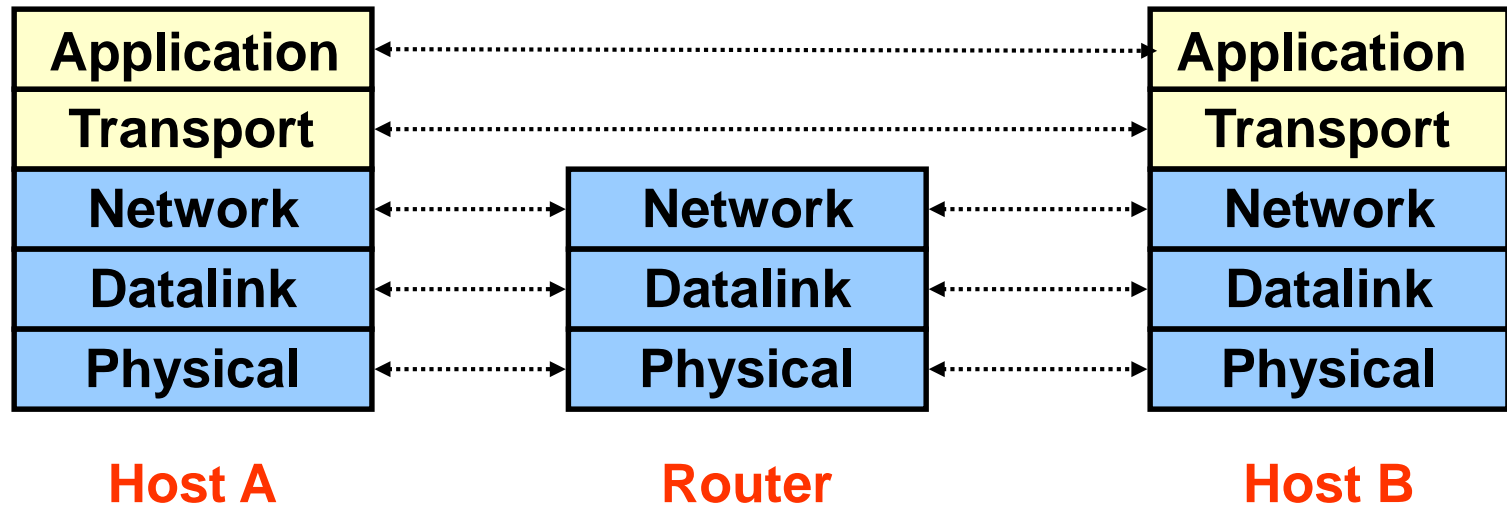 Application Application
Transport Transport
Network Network Network
Datalink Datalink Datalink
Physical Physical Physical
Host A Router Host B